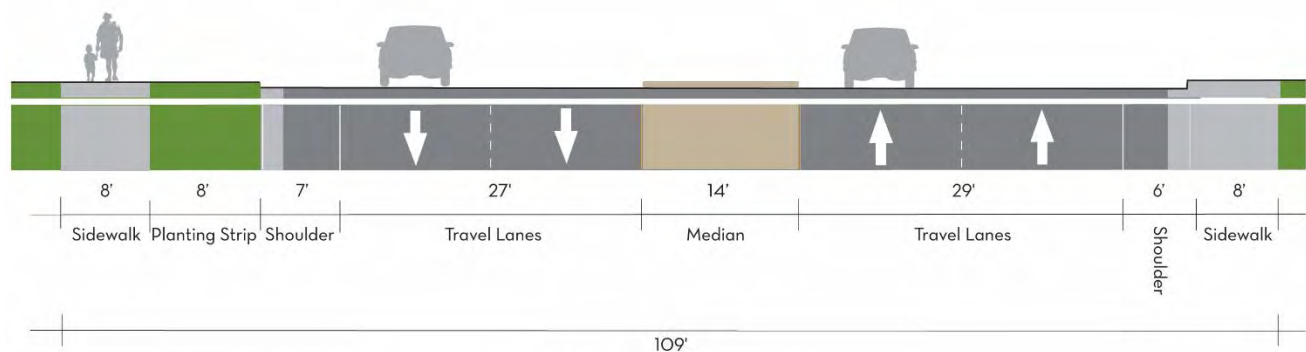 8' 8' 7' 27' 14' 29' 6' 8'
Sidewalk Planting Strip Shoulder Travel Lanes Median Travel Lanes Shoulder Sidewalk
109'